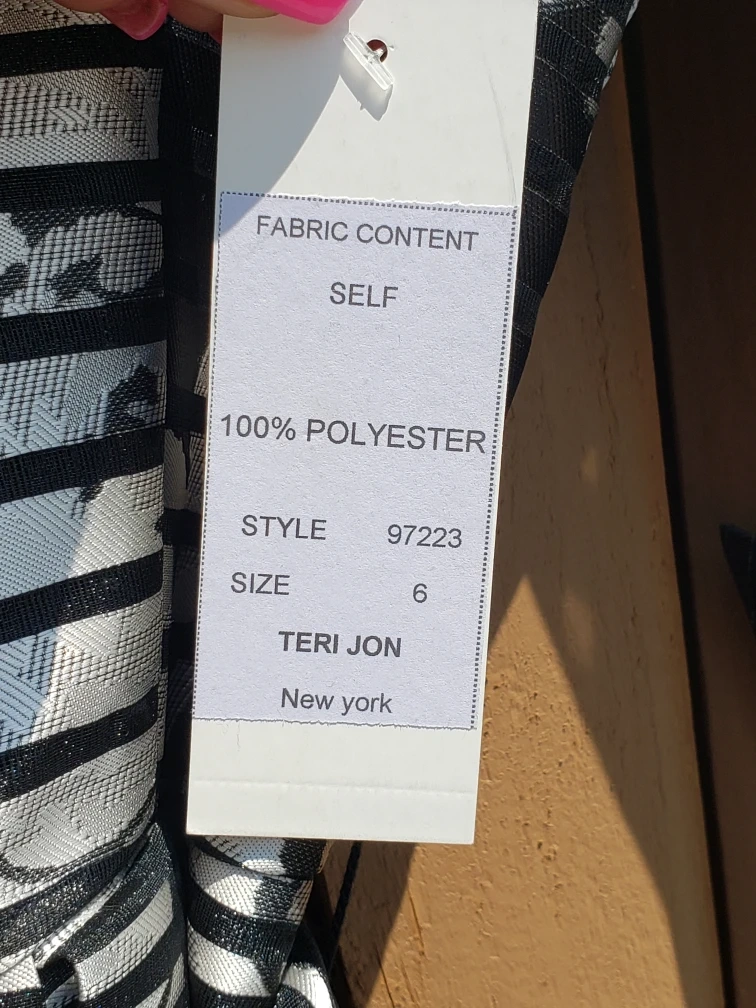 FABRIC CONTENT
SELF
100% POLYESTER
STYLE 97223
SIZE 6
TERI JON
New york